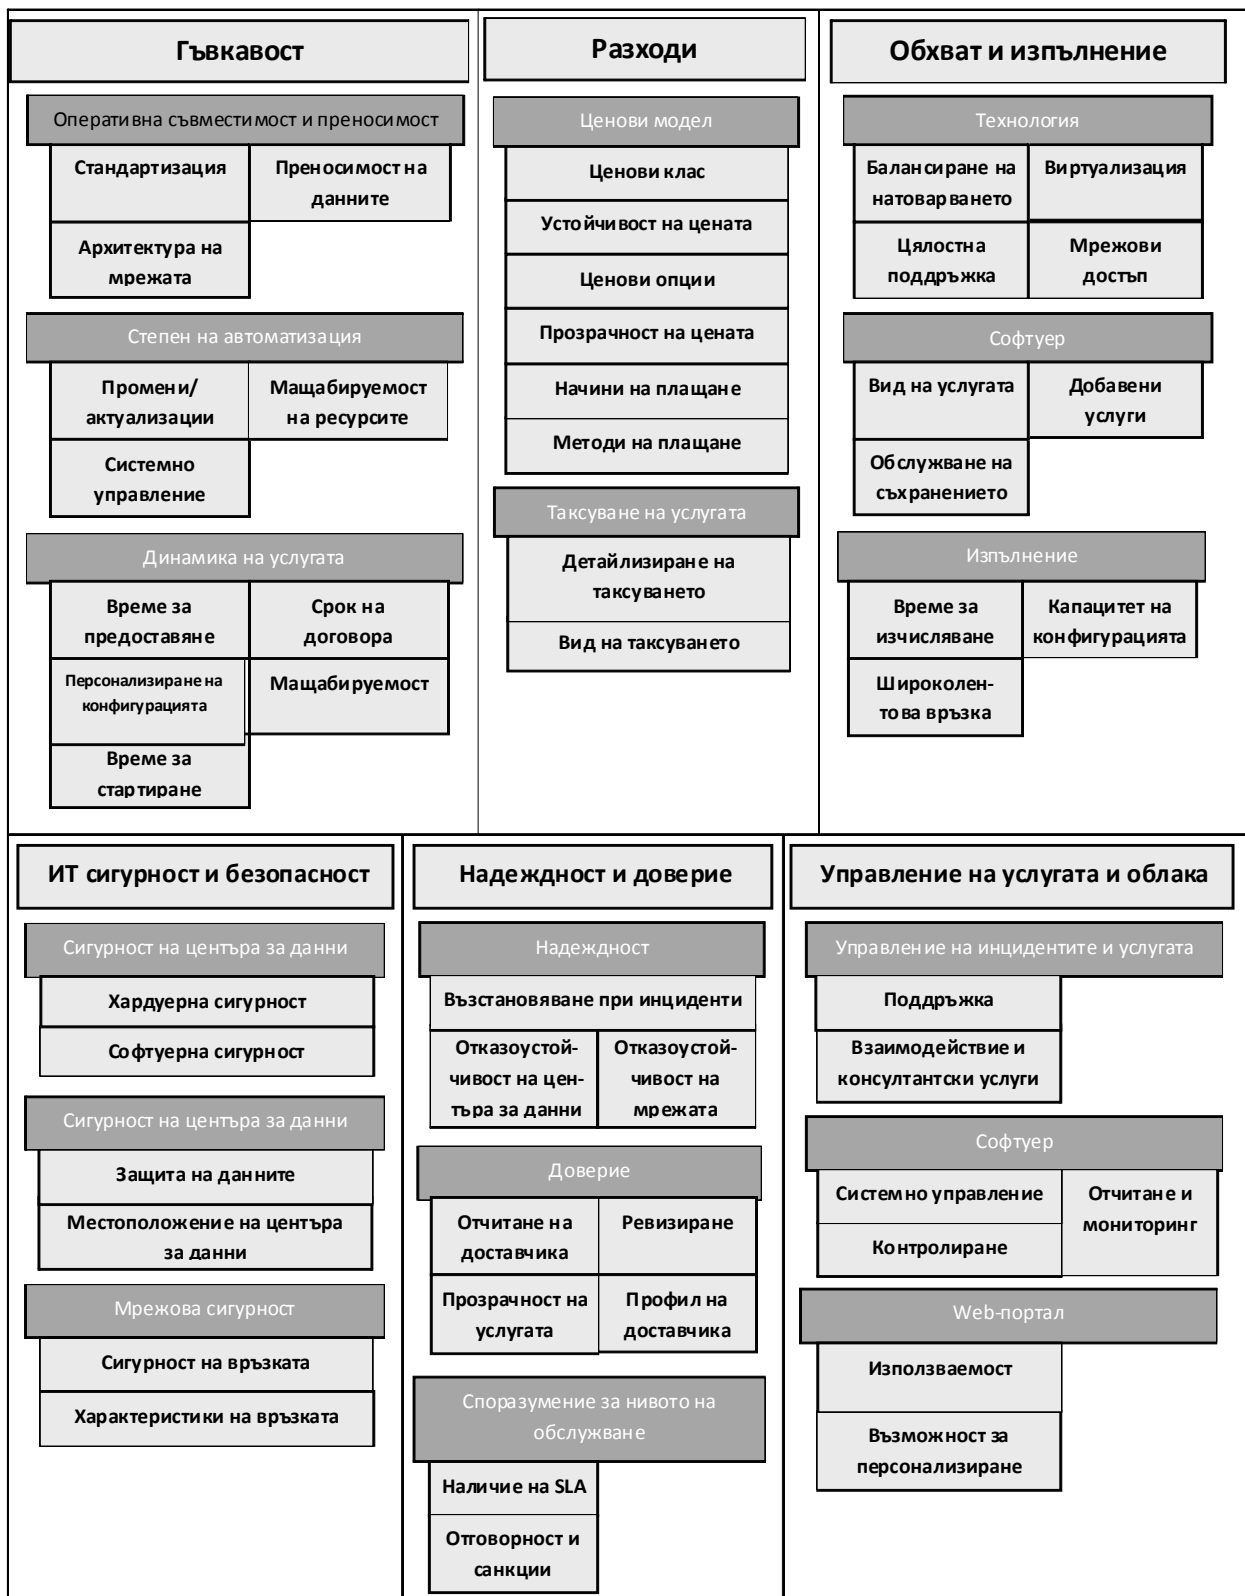 Гъвкавост
Оперативна съвместимост и преносимост
Стандартизация
Преносимост на
данните
Архитектура на
мрежата
Степен на автоматизация
Промени/
актуализации
Мащабируемост
на ресурсите
Системно
управление
Динамика на услугата
Време за
предоставяне
Срок на
договора
Персонализиране на
конфигурацията
Мащабируемост
Време за
стартиране
Разходи
Ценови модел
Ценови клас
Устойчивост на цената
Ценови опции
Прозрачност на цената
Начини на плащане
Методи на плащане
Таксуване на услугата
Детайлизиране на
таксуването
Вид на таксуването
Обхват и изпълнение
Технология
Балансиране на
натоварването
Виртуализация
Цялостна
поддръжка
Мрежови
достъп
Софтуер
Вид на услугата
Добавени
услуги
Обслужване на
съхранението
Изпълнение
Време за
изчисляване
Капацитет на
конфигурацията
Широколен-
това връзка
ИТ сигурност и безопасност
Сигурност на центъра за данни
Хардуерна сигурност
Софтуерна сигурност
Сигурност на центъра за данни
Защита на данните
Местоположение на центъра
за данни
Мрежова сигурност
Сигурност на връзката
Характеристики на връзката
Надеждност и доверие
Надеждност
Възстановяване при инциденти
Отказоустой-
чивост на цен-
търа за данни
Отказоустой-
чивост на
мрежата
Доверие
Отчитане на
доставчика
Ревизиране
Прозрачност на
услугата
Профил на
доставчика
Споразумение за нивото на
обслужване
Наличие на SLA
Отговорност и
санкции
Управление на услугата и облака
Управление на инцидентите и услугата
Поддръжка
Взаимодействие и
консултантски услуги
Софтуер
Системно управление
Отчитане и
мониторинг
Контролиране
Web-портал
Използваемост
Възможност за
персонализиране